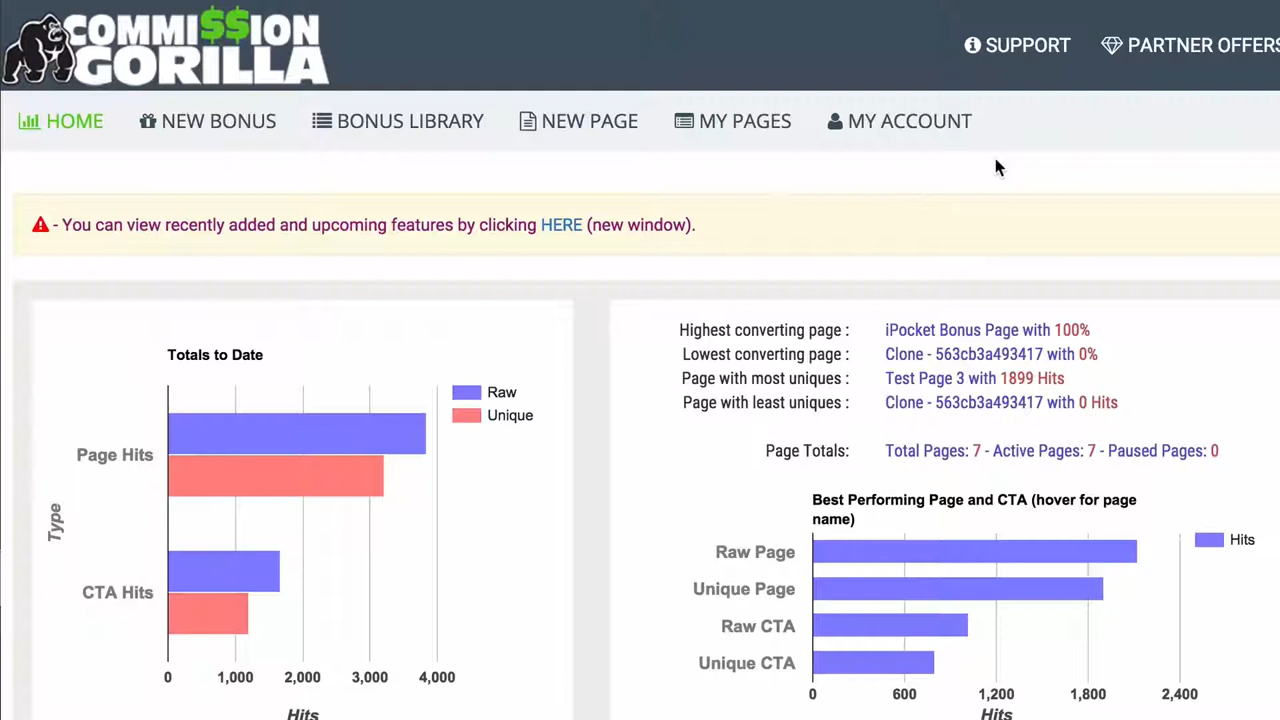 COMMI$$ION
GORILLA
SUPPORT
PARTNER OFFERS
HOME
NEW BONUS
BONUS LIBRARY
NEW PAGE
MY PAGES
MY ACCOUNT
- You can view recently added and upcoming features by clicking HERE (new window).
Totals to Date
Raw
Unique
Page Hits
CTA Hits
Type
0 1,000 2,000 3,000 4,000
Hits
Highest converting page : iPocket Bonus Page with 100%
Lowest converting page : Clone - 563cb3a493417 with 0%
Page with most uniques : Test Page 3 with 1899 Hits
Page with least uniques : Clone - 563cb3a493417 with 0 Hits
Page Totals: Total Pages: 7 - Active Pages: 7 - Paused Pages: 0
Best Performing Page and CTA (hover for page
name)
Hits
Raw Page
Unique Page
Raw CTA
Unique CTA
0 600 1,200 1,800 2,400
Hits